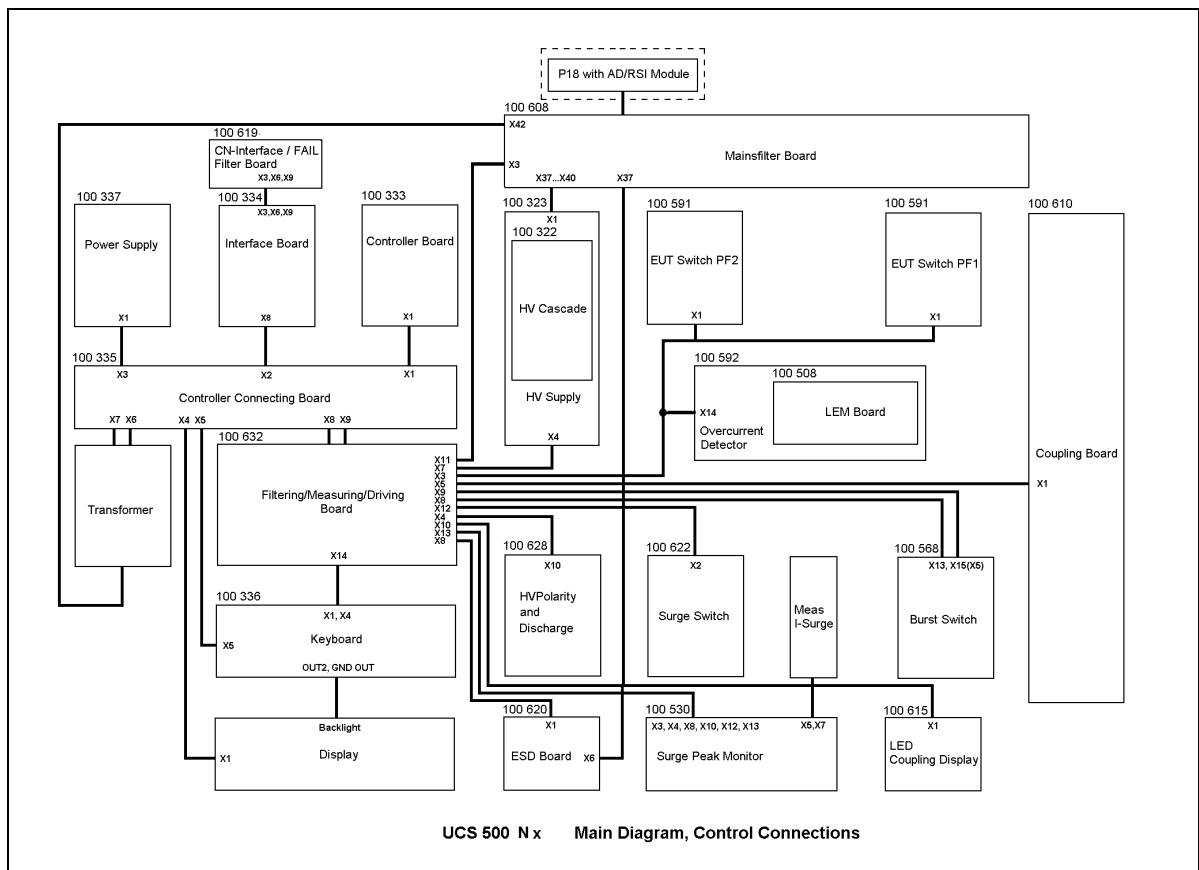 P18 with AD/RSI Module
100 608
X42
Mainsfilter Board
X3
X37...X40
X37
100 619
CN-Interface / FAIL
Filter Board
X3,X6,X9
100 337
Power Supply
X1
100 334
X3,X6,X9
Interface Board
X8
100 333
Controller Board
X1
100 323
X1
100 322
HV Cascade
HV Supply
X4
100 591
EUT Switch PF2
X1
100 591
EUT Switch PF1
X1
100 610
Coupling Board
X1
100 592
X14
Overcurrent
Detector
100 508
LEM Board
100 335
X3
X2
X1
Controller Connecting Board
X7 X6
X4 X5
X8 X9
Transformer
100 632
Filtering/Measuring/Driving
Board
X11
X7
X3
X5
X9
X8
X12
X4
X10
X13
X8
X14
100 336
X1, X4
Keyboard
X5
OUT2, GND OUT
Backlight
Display
X1
100 628
X10
HVPolarity
and
Discharge
100 622
X2
Surge Switch
Meas
I-Surge
100 568
X13, X15(X5)
Burst Switch
100 620
X1
ESD Board
X6
100 530
X3, X4, X8, X10, X12, X13
X5,X7
Surge Peak Monitor
100 615
X1
LED
Coupling Display
UCS 500 N x Main Diagram, Control Connections